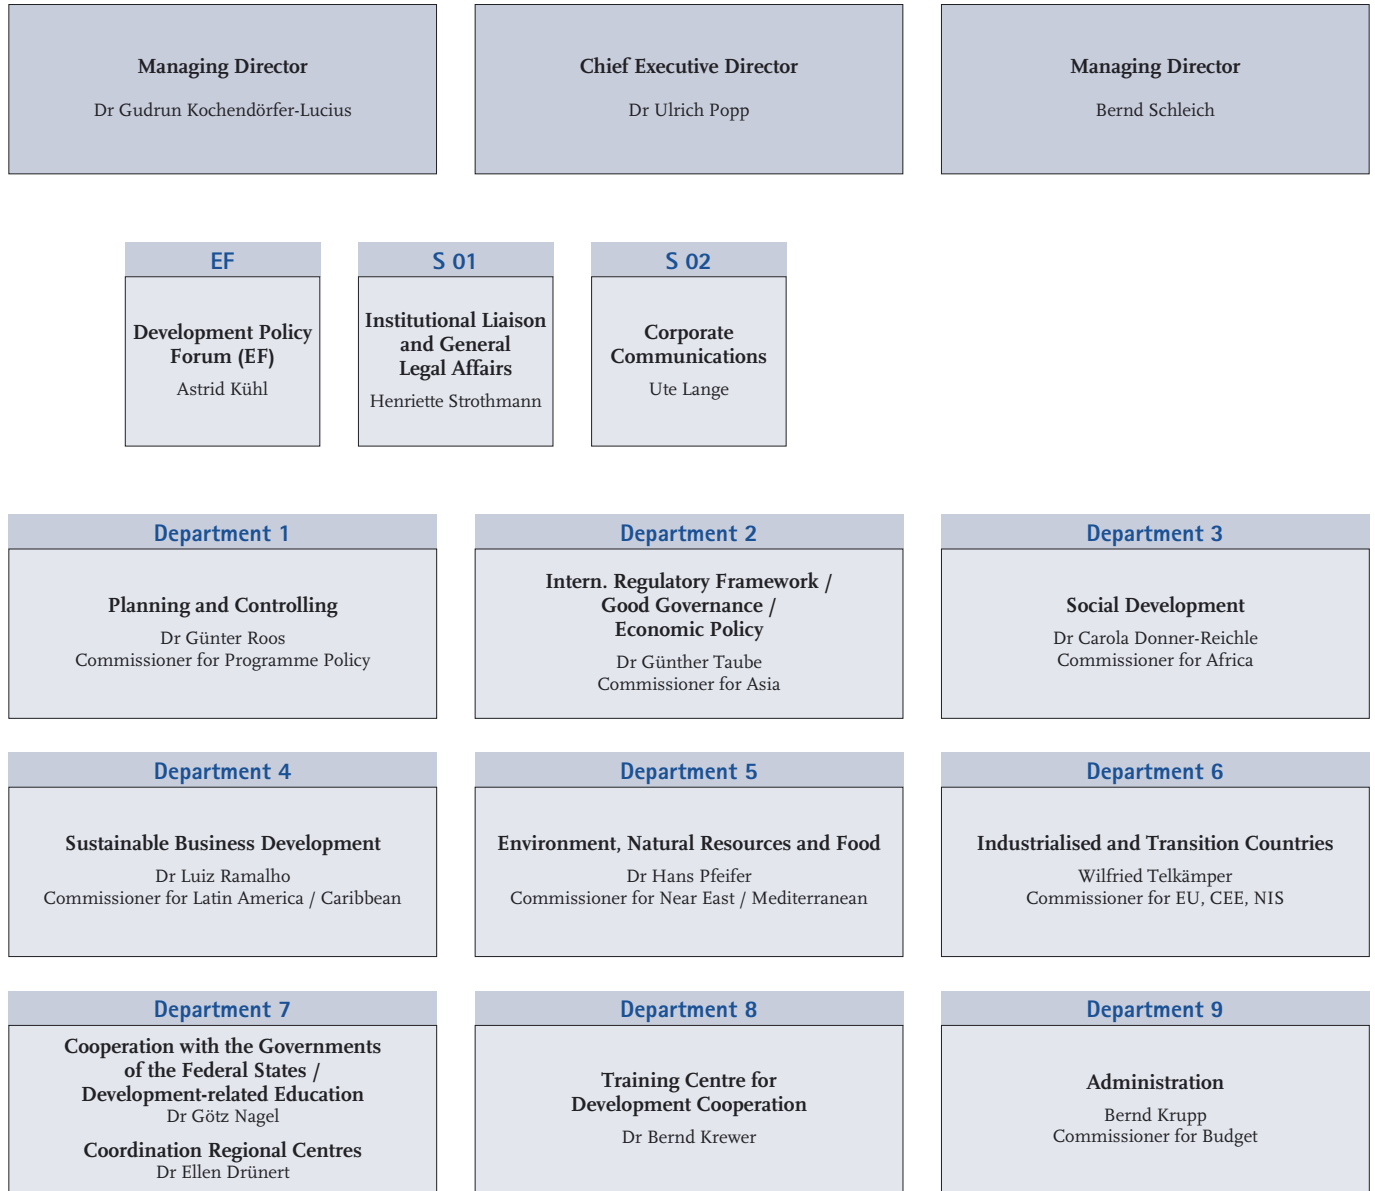 Managing Director
Dr Gudrun Kochendörfer-Lucius
Chief Executive Director
Dr Ulrich Popp
Managing Director
Bernd Schleich
EF
Development Policy
Forum (EF)
Astrid Kühl
S 01
Institutional Liaison
and General
Legal Affairs
Henriette Strothmann
S 02
Corporate
Communications
Ute Lange
Department 1
Planning and Controlling
Dr Günter Roos
Commissioner for Programme Policy
Department 2
Intern. Regulatory Framework /
Good Governance /
Economic Policy
Dr Günther Taube
Commissioner for Asia
Department 3
Social Development
Dr Carola Donner-Reichle
Commissioner for Africa
Department 4
Sustainable Business Development
Dr Luiz Ramalho
Commissioner for Latin America / Caribbean
Department 5
Environment, Natural Resources and Food
Dr Hans Pfeifer
Commissioner for Near East / Mediterranean
Department 6
Industrialised and Transition Countries
Wilfried Telkämper
Commissioner for EU, CEE, NIS
Department 7
Cooperation with the Governments
of the Federal States /
Development-related Education
Dr Götz Nagel
Coordination Regional Centres
Dr Ellen Drünert
Department 8
Training Centre for
Development Cooperation
Dr Bernd Krewer
Department 9
Administration
Bernd Krupp
Commissioner for Budget